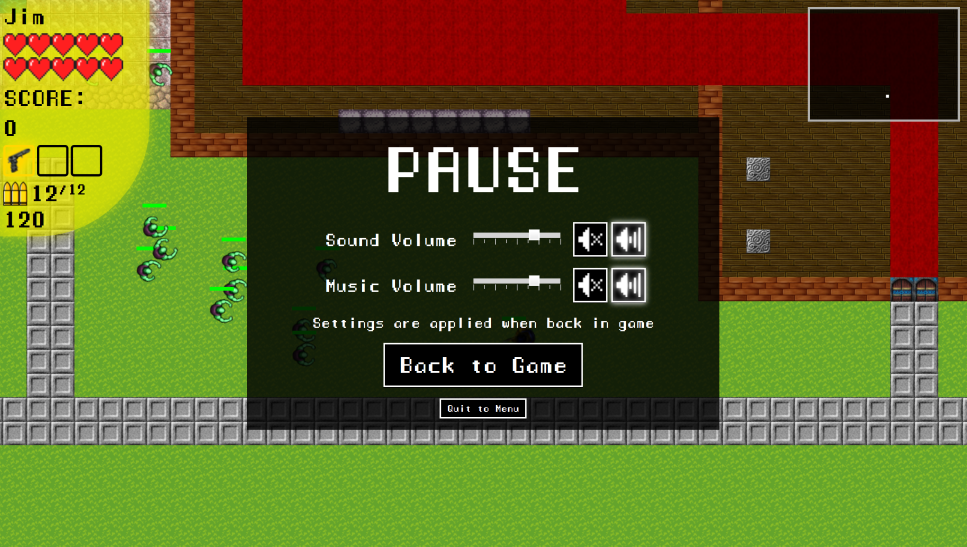 Jim
SCORE:
0
12/12
120
PAUSE
Sound Volume
Music Volume
Settings are applied when back in game
Back to Game
Quit to Menu